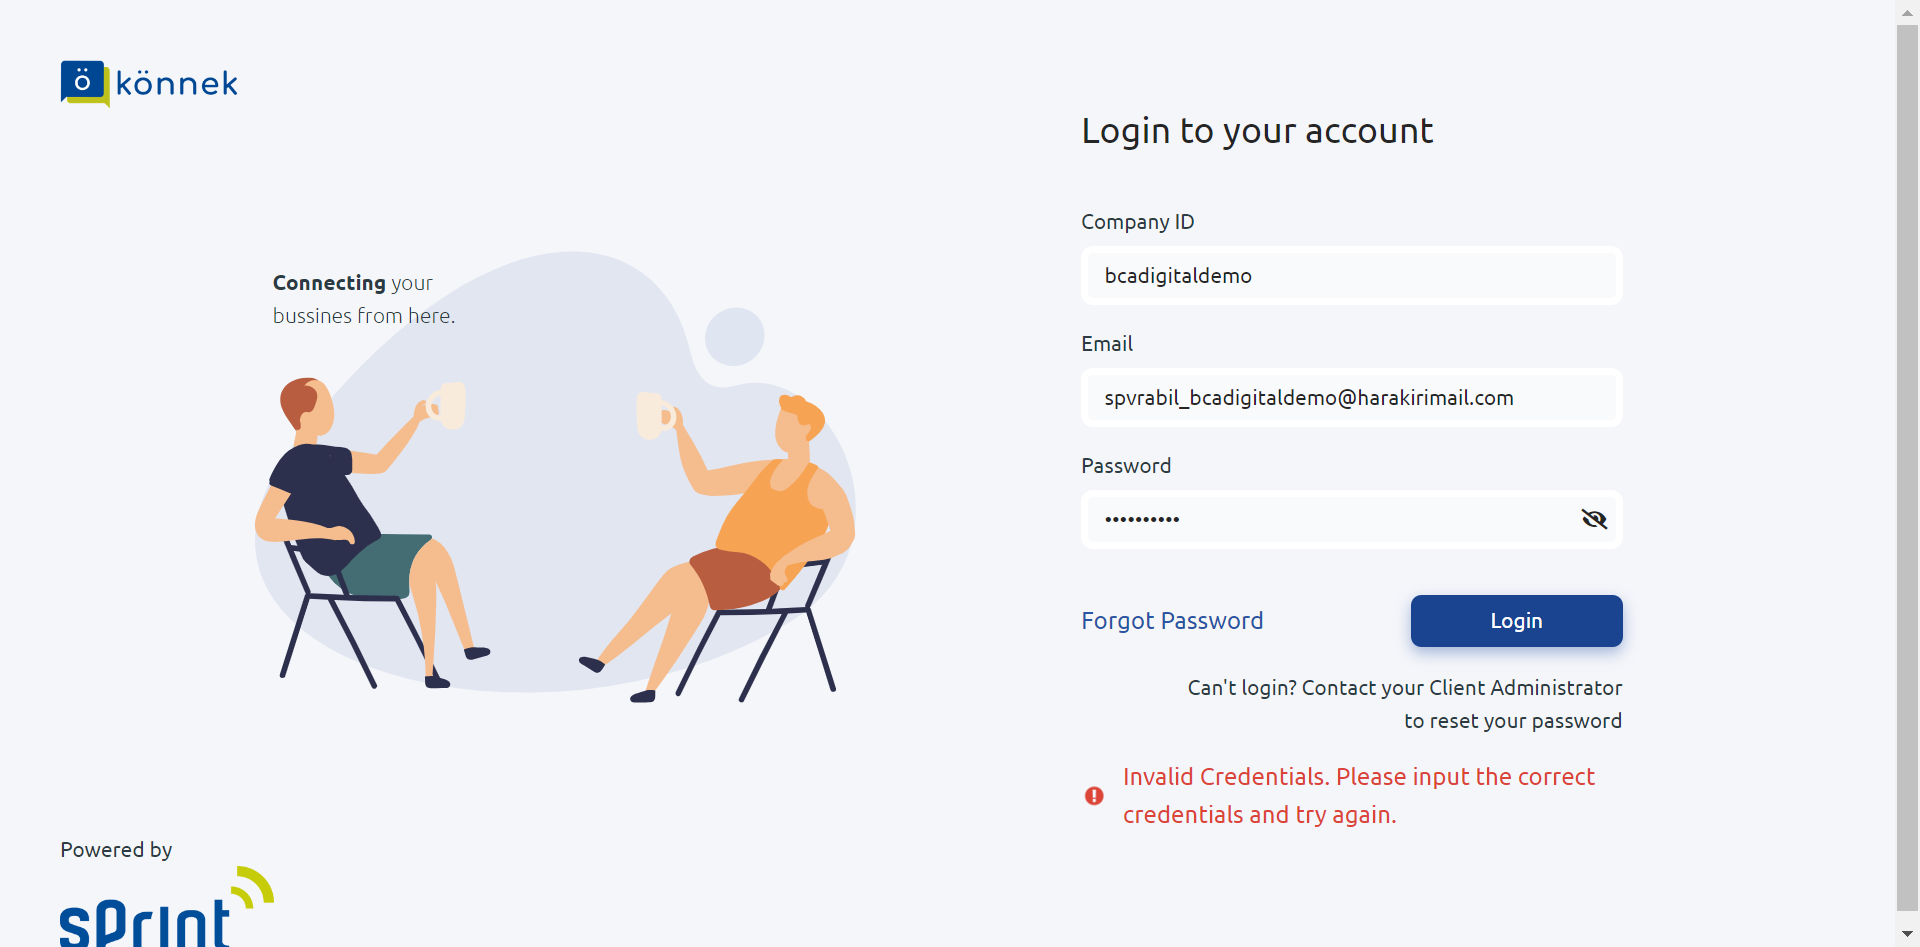 ö könnek
Login to your account
Company ID
bcadigitaldemo
Connecting your
bussines from here.
Email
spvrabil_bcadigitaldemo@harakirimail.com
Password
••••••••••
Forgot Password
Login
Can't login? Contact your Client Administrator
to reset your password
Invalid Credentials. Please input the correct
credentials and try again.
Powered by
sPrint